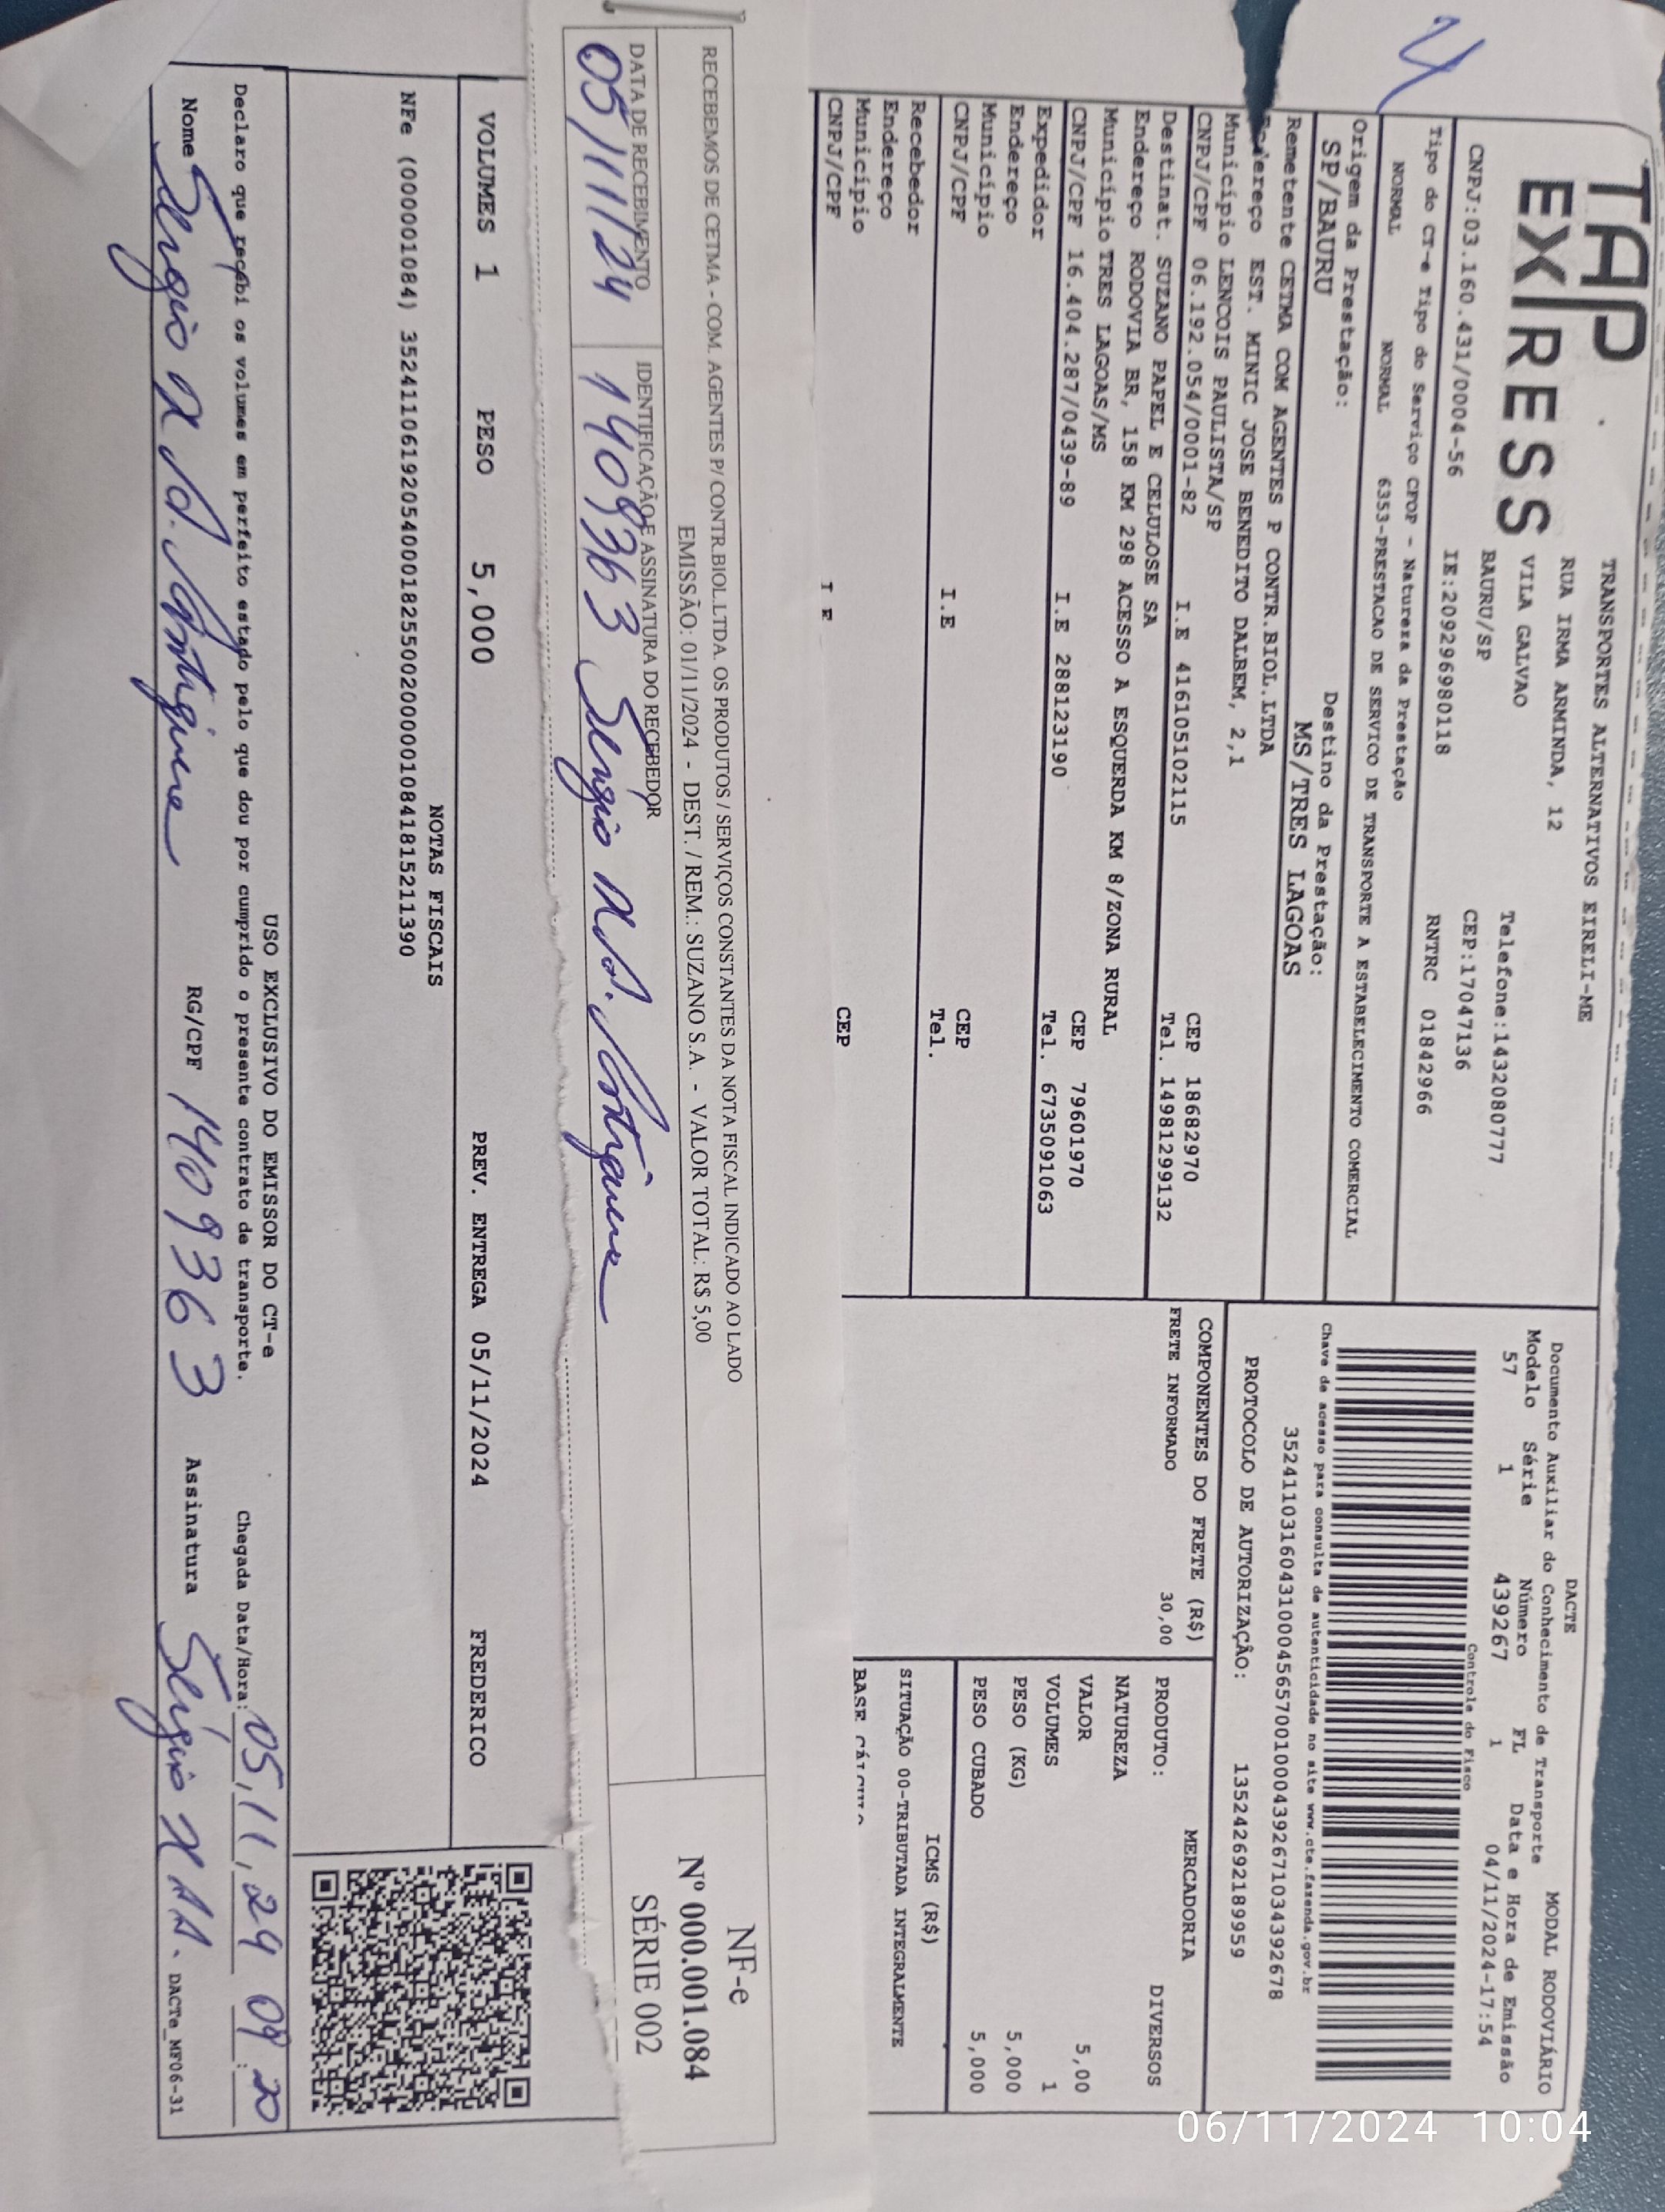 TAP
EXPRESS
TRANSPORTES ALTERNATIVOS EIRELI-ME
RUA IRMA ARMINDA, 12
VILA GALVAO
BAURU/SP
Telefone:1432080777
CEP:17047136
CNPJ:03.160.431/0004-56 IE:209296980118 RNTRC 01842966
Tipo do CT-e Tipo do Serviço CFOP - Natureza da Prestação
NORMAL NORMAL 6353-PRESTACAO DE SERVICO DE TRANSPORTE A ESTABELECIMENTO COMERCIAL
Origem da Prestação: Destino da Prestação:
SP/BAURU MS/TRES LAGOAS
Remetente CETMA COM AGENTES P CONTR.BIOL.LTDA
EST. MINIC JOSE BENEDITO DALBEM, 2,1
Município LENCOIS PAULISTA/SP CEP 18682970
CNPJ/CPF 06.192.054/0001-82 I.E 416105102115 Tel. 14981299132
Destinat. SUZANO PAPEL E CELULOSE SA
Endereço RODOVIA BR, 158 KM 298 ACESSO A ESQUERDA KM 8/ZONA RURAL
Município TRES LAGOAS/MS CEP 79601970
CNPJ/CPF 16.404.287/0439-89 I.E 288123190 Tel. 673509​1063
Expedidor
Endereço
Município CEP
CNPJ/CPF I.E Tel.
Recebedor
Endereço
Município CEP
CNPJ/CPF I E
DACTE MODAL RODOVIÁRIO
Documento Auxiliar do Conhecimento de Transporte
Modelo Série Número FL Data e Hora de Emissão
57 1 439267 1 04/11/2024-17:54
Controle do Fisco
Chave de acesso para consulta de autenticidade no site www.cte.fazenda.gov.br
35241103160431000456570010004392671034392678
PROTOCOLO DE AUTORIZAÇÃO: 135242692189959
COMPONENTES DO FRETE (R$)
FRETE INFORMADO 30,00
MERCADORIA
PRODUTO: DIVERSOS
NATUREZA
VALOR 5,00
VOLUMES 1
PESO (KG) 5,000
PESO CUBADO 5,000
ICMS (R$)
SITUAÇÃO 00-TRIBUTADA INTEGRALMENTE
BASE CÁLCULO
RECEBEMOS DE CETMA - COM. AGENTES P/ CONTR.BIOL.LTDA. OS PRODUTOS / SERVIÇOS CONSTANTES DA NOTA FISCAL INDICADO AO LADO
EMISSÃO: 01/11/2024 - DEST. / REM.: SUZANO S.A. - VALOR TOTAL: R$ 5,00
DATA DE RECEBIMENTO IDENTIFICAÇÃO E ASSINATURA DO RECEBEDOR
05/11/24 1409363 Sergio
NF-e
Nº 000.001.084
SÉRIE 002
VOLUMES 1 PESO 5,000 PREV. ENTREGA 05/11/2024 FREDERICO
NOTAS FISCAIS
NFe (000001084) 35241106192054000182550020000010841815211390
USO EXCLUSIVO DO EMISSOR DO CT-e
Declaro que recebi os volumes em perfeito estado pelo que dou por cumprido o presente contrato de transporte. Chegada Data/Hora: 05/11/24 09:20
Nome Sergio RG/CPF 1409363 Assinatura Sérgio
DACTe_MF06-31
06/11/2024 10:04